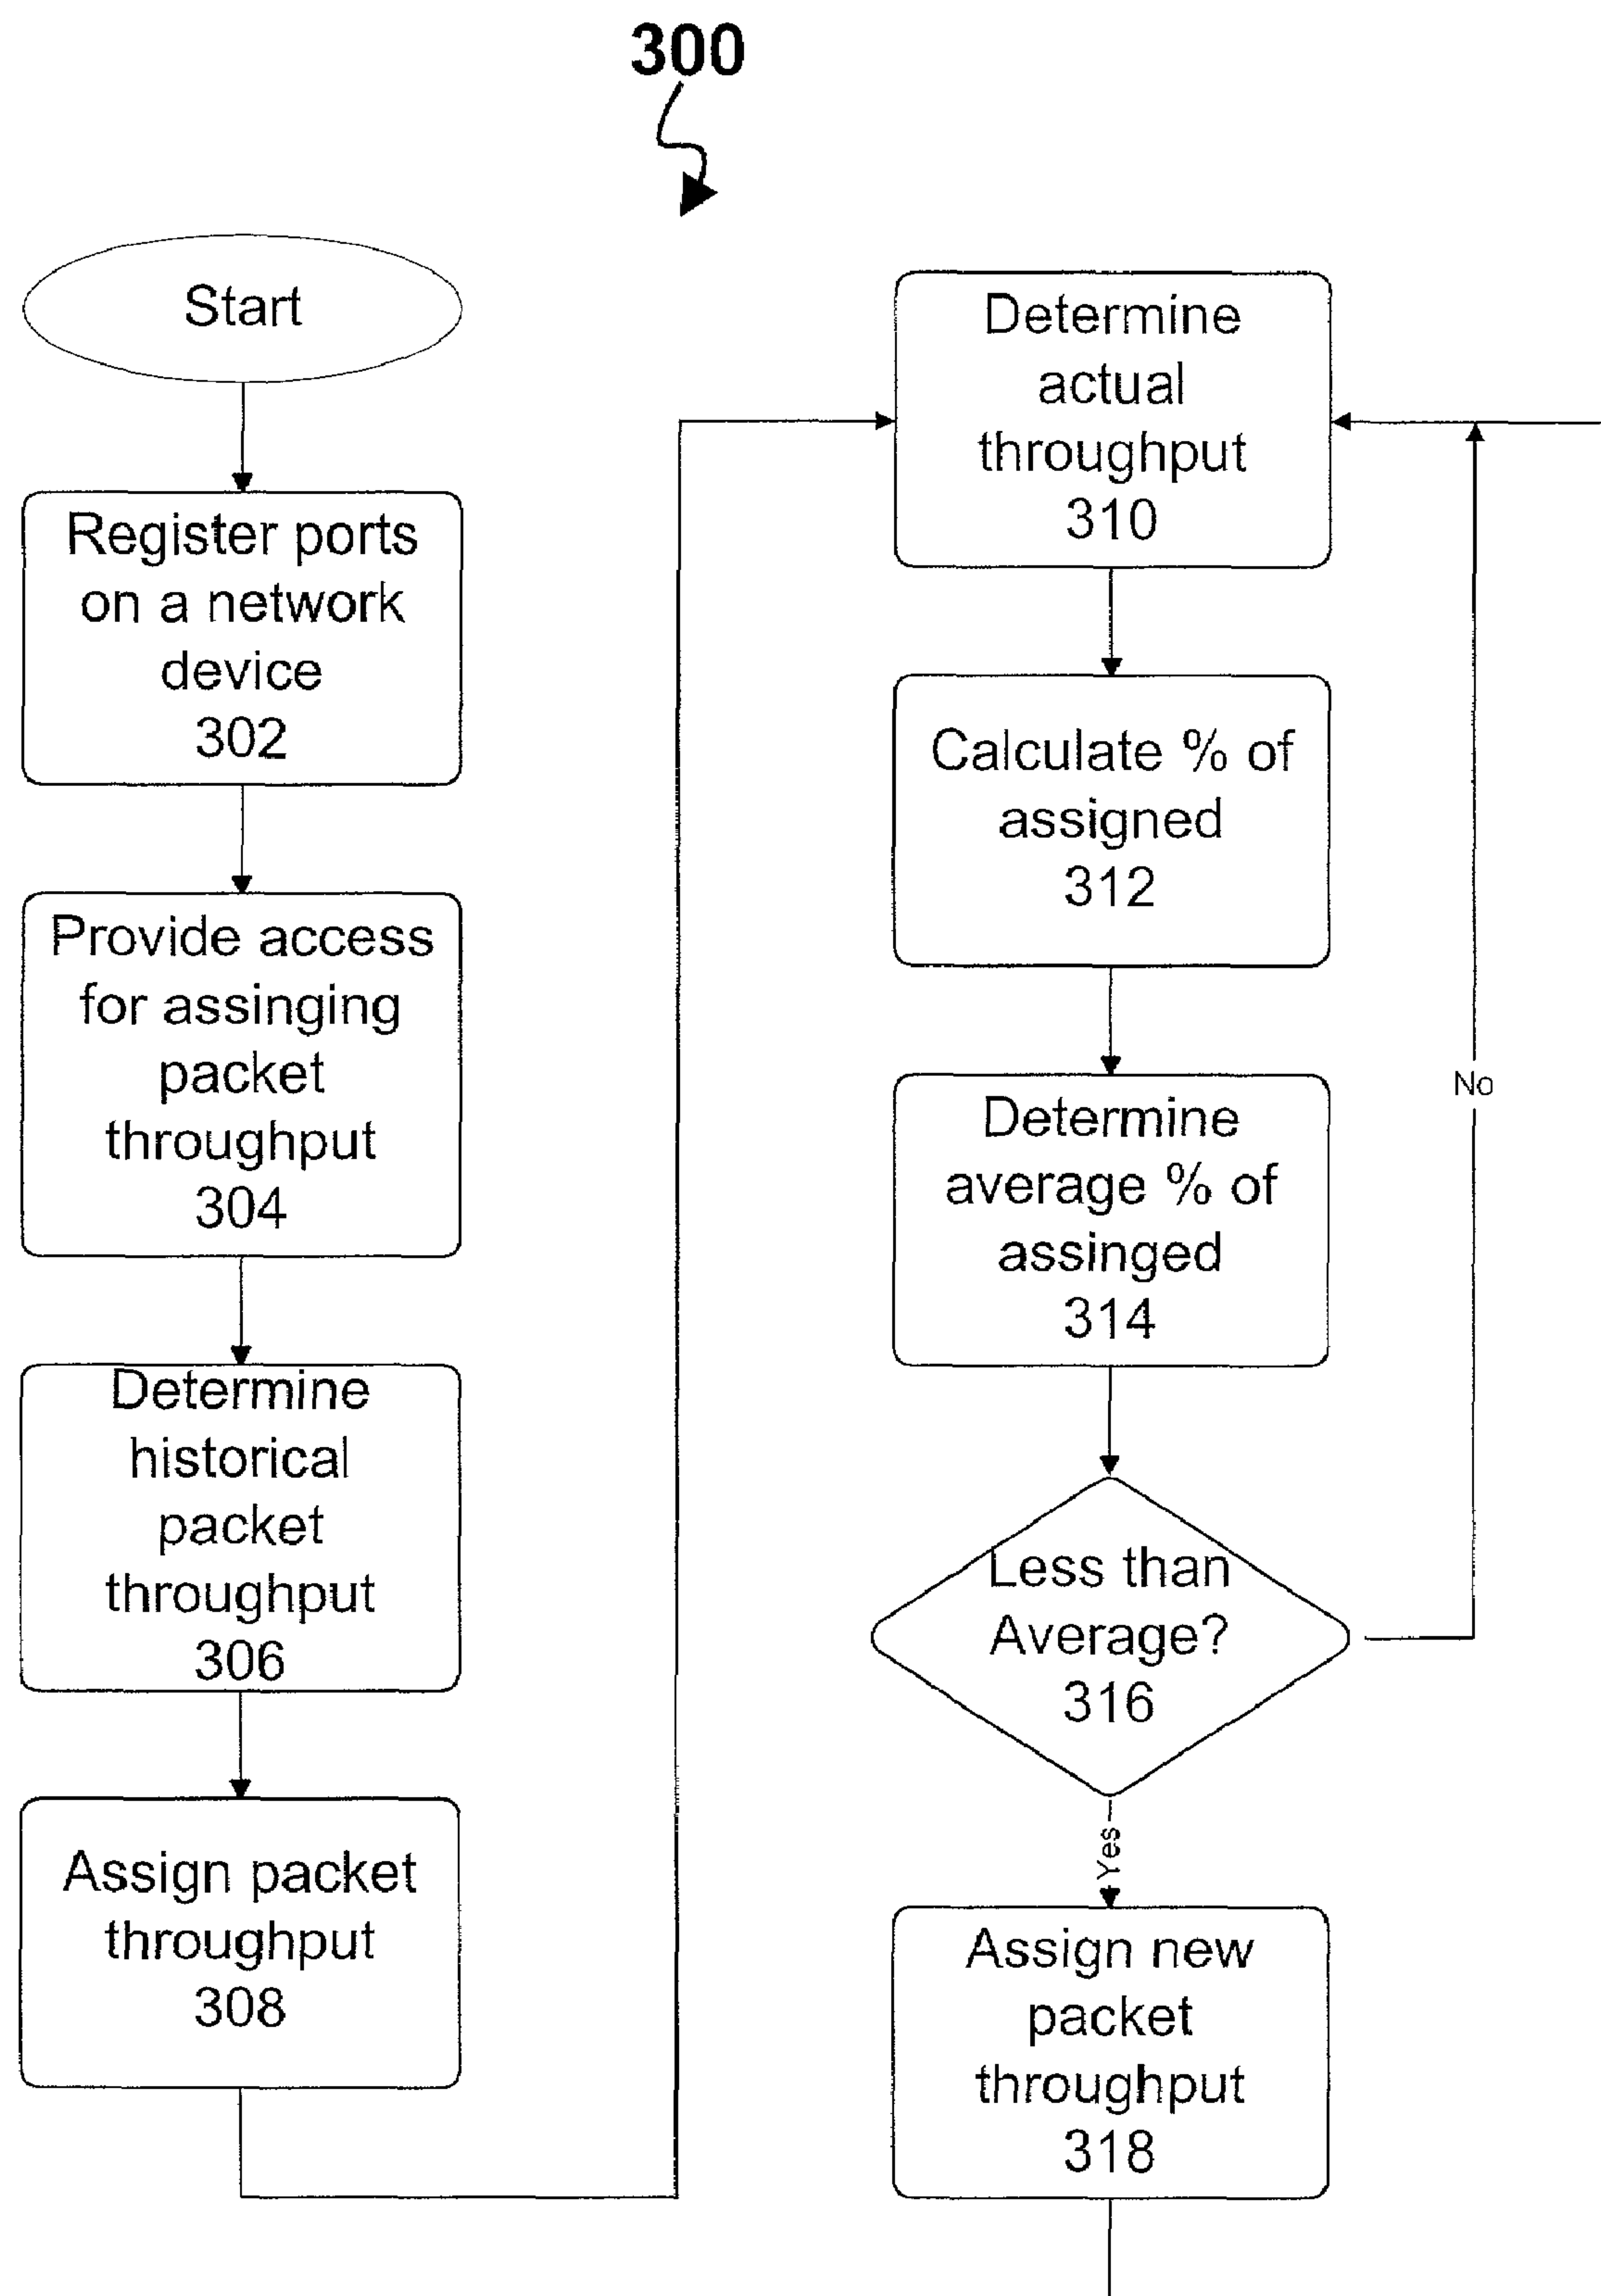 300
Start
Register ports
on a network
device
302
Provide access
for assinging
packet
throughput
304
Determine
historical
packet
throughput
306
Assign packet
throughput
308
Determine
actual
throughput
310
Calculate % of
assigned
312
Determine
average % of
assinged
314
Less than
Average?
316
No
Yes
Assign new
packet
throughput
318